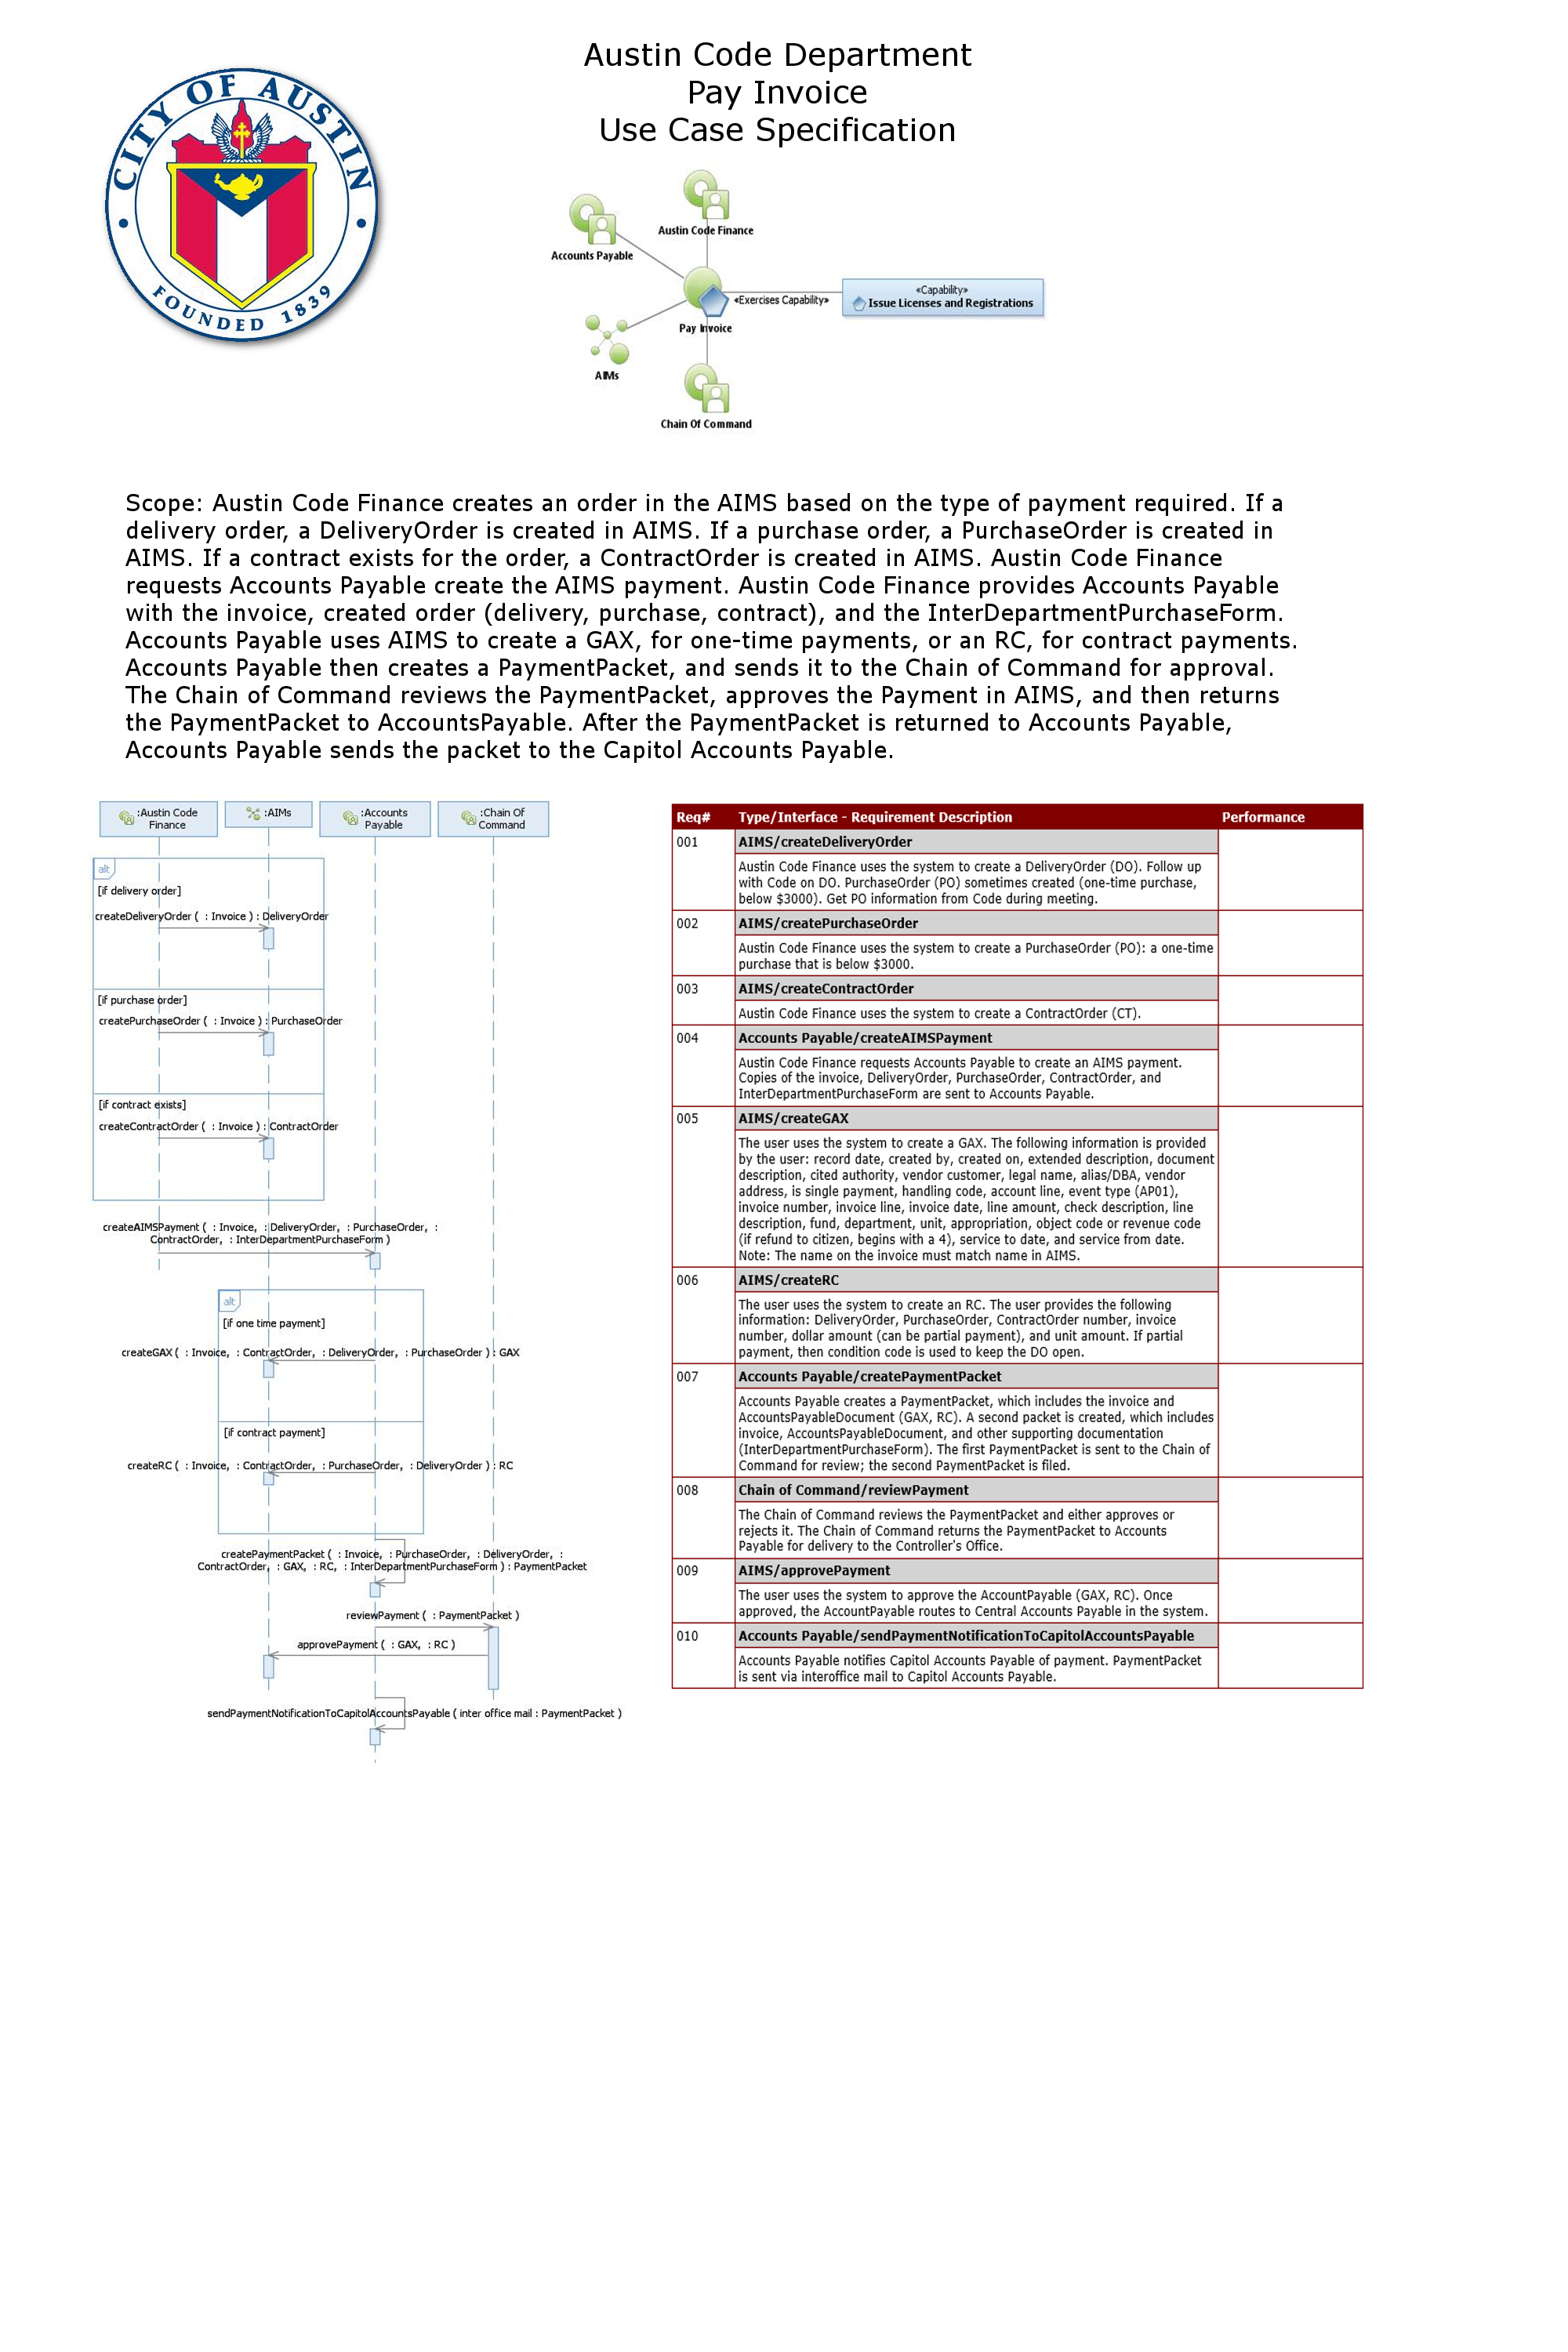 Austin Code Department
Pay Invoice
Use Case Specification
CITY OF AUSTIN
FOUNDED 1839
Austin Code Finance
Accounts Payable
«Exercises Capability»
«Capability»
Issue Licenses and Registrations
Pay Invoice
AIMs
Chain Of Command
Scope: Austin Code Finance creates an order in the AIMS based on the type of payment required. If a
delivery order, a DeliveryOrder is created in AIMS. If a purchase order, a PurchaseOrder is created in
AIMS. If a contract exists for the order, a ContractOrder is created in AIMS. Austin Code Finance
requests Accounts Payable create the AIMS payment. Austin Code Finance provides Accounts Payable
with the invoice, created order (delivery, purchase, contract), and the InterDepartmentPurchaseForm.
Accounts Payable uses AIMS to create a GAX, for one-time payments, or an RC, for contract payments.
Accounts Payable then creates a PaymentPacket, and sends it to the Chain of Command for approval.
The Chain of Command reviews the PaymentPacket, approves the Payment in AIMS, and then returns
the PaymentPacket to AccountsPayable. After the PaymentPacket is returned to Accounts Payable,
Accounts Payable sends the packet to the Capitol Accounts Payable.
:Austin Code
Finance
:AIMs
:Accounts
Payable
:Chain Of
Command
alt
[if delivery order]
createDeliveryOrder ( : Invoice ) : DeliveryOrder
[if purchase order]
createPurchaseOrder ( : Invoice ) : PurchaseOrder
[if contract exists]
createContractOrder ( : Invoice ) : ContractOrder
createAIMSPayment ( : Invoice, : DeliveryOrder, : PurchaseOrder, :
ContractOrder, : InterDepartmentPurchaseForm )
alt
[if one time payment]
createGAX ( : Invoice, : ContractOrder, : DeliveryOrder, : PurchaseOrder ) : GAX
[if contract payment]
createRC ( : Invoice, : ContractOrder, : PurchaseOrder, : DeliveryOrder ) : RC
createPaymentPacket ( : Invoice, : PurchaseOrder, : DeliveryOrder, :
ContractOrder, : GAX, : RC, : InterDepartmentPurchaseForm ) : PaymentPacket
reviewPayment ( : PaymentPacket )
approvePayment ( : GAX, : RC )
sendPaymentNotificationToCapitolAccountsPayable ( inter office mail : PaymentPacket )
Req# Type/Interface - Requirement Description Performance
001 AIMS/createDeliveryOrder
Austin Code Finance uses the system to create a DeliveryOrder (DO). Follow up
with Code on DO. PurchaseOrder (PO) sometimes created (one-time purchase,
below $3000). Get PO information from Code during meeting.
002 AIMS/createPurchaseOrder
Austin Code Finance uses the system to create a PurchaseOrder (PO): a one-time
purchase that is below $3000.
003 AIMS/createContractOrder
Austin Code Finance uses the system to create a ContractOrder (CT).
004 Accounts Payable/createAIMSPayment
Austin Code Finance requests Accounts Payable to create an AIMS payment.
Copies of the invoice, DeliveryOrder, PurchaseOrder, ContractOrder, and
InterDepartmentPurchaseForm are sent to Accounts Payable.
005 AIMS/createGAX
The user uses the system to create a GAX. The following information is provided
by the user: record date, created by, created on, extended description, document
description, cited authority, vendor customer, legal name, alias/DBA, vendor
address, is single payment, handling code, account line, event type (AP01),
invoice number, invoice line, invoice date, line amount, check description, line
description, fund, department, unit, appropriation, object code or revenue code
(if refund to citizen, begins with a 4), service to date, and service from date.
Note: The name on the invoice must match name in AIMS.
006 AIMS/createRC
The user uses the system to create an RC. The user provides the following
information: DeliveryOrder, PurchaseOrder, ContractOrder number, invoice
number, dollar amount (can be partial payment), and unit amount. If partial
payment, then condition code is used to keep the DO open.
007 Accounts Payable/createPaymentPacket
Accounts Payable creates a PaymentPacket, which includes the invoice and
AccountsPayableDocument (GAX, RC). A second packet is created, which includes
invoice, AccountsPayableDocument, and other supporting documentation
(InterDepartmentPurchaseForm). The first PaymentPacket is sent to the Chain of
Command for review; the second PaymentPacket is filed.
008 Chain of Command/reviewPayment
The Chain of Command reviews the PaymentPacket and either approves or
rejects it. The Chain of Command returns the PaymentPacket to Accounts
Payable for delivery to the Controller's Office.
009 AIMS/approvePayment
The user uses the system to approve the AccountPayable (GAX, RC). Once
approved, the AccountPayable routes to Central Accounts Payable in the system.
010 Accounts Payable/sendPaymentNotificationToCapitolAccountsPayable
Accounts Payable notifies Capitol Accounts Payable of payment. PaymentPacket
is sent via interoffice mail to Capitol Accounts Payable.